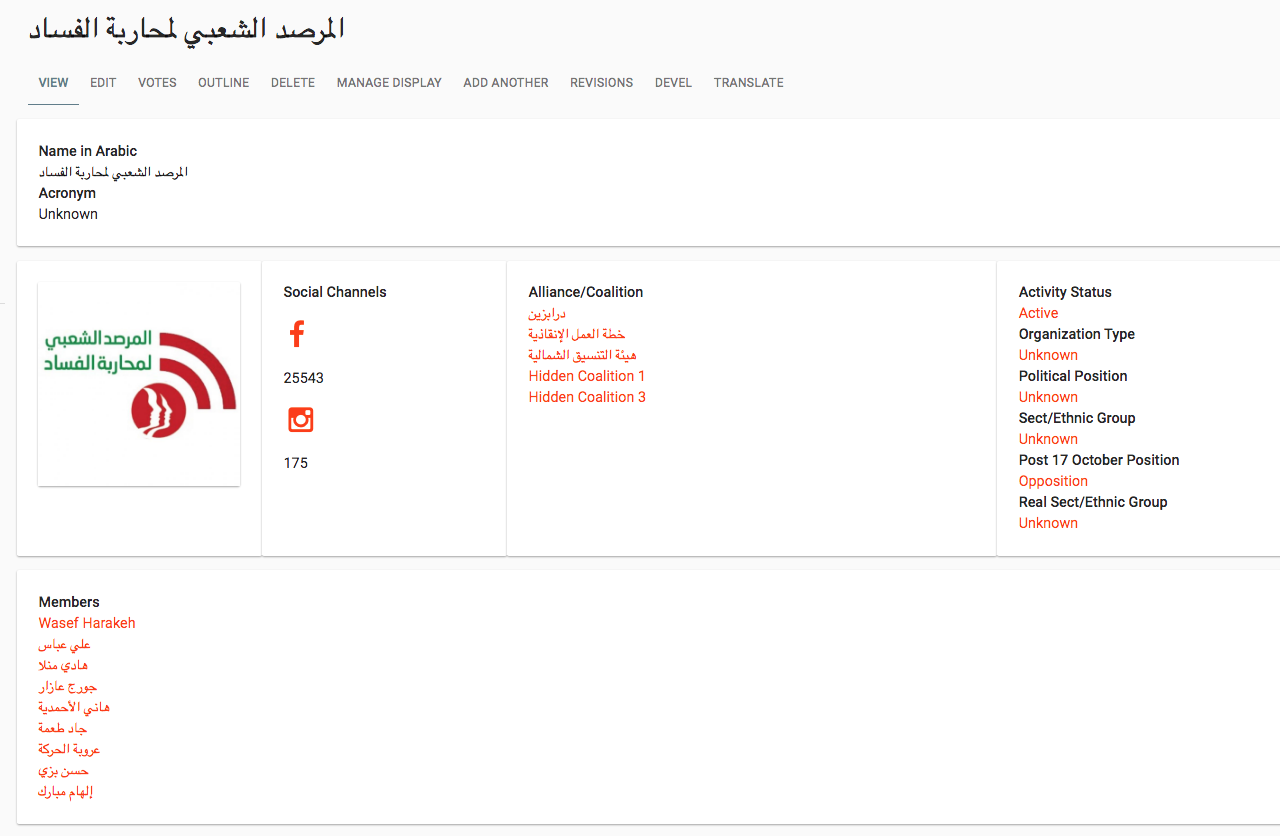 المرصد الشعبي لمحاربة الفساد
VIEW EDIT VOTES OUTLINE DELETE MANAGE DISPLAY ADD ANOTHER REVISIONS DEVEL TRANSLATE
Name in Arabic
المرصد الشعبي لمحاربة الفساد
Acronym
Unknown
المرصد الشعبي
لمحاربة الفساد
Social Channels
25543
175
Alliance/Coalition
درابزين
خطة العمل الإنقاذية
هيئة التنسيق الشمالية
Hidden Coalition 1
Hidden Coalition 3
Activity Status
Active
Organization Type
Unknown
Political Position
Unknown
Sect/Ethnic Group
Unknown
Post 17 October Position
Opposition
Real Sect/Ethnic Group
Unknown
Members
Wasef Harakeh
علي عباس
هادي منلا
جورج عازار
هاني الأحمدية
جاد طعمة
عروبة الحركة
حسن بزي
إلهام مبارك